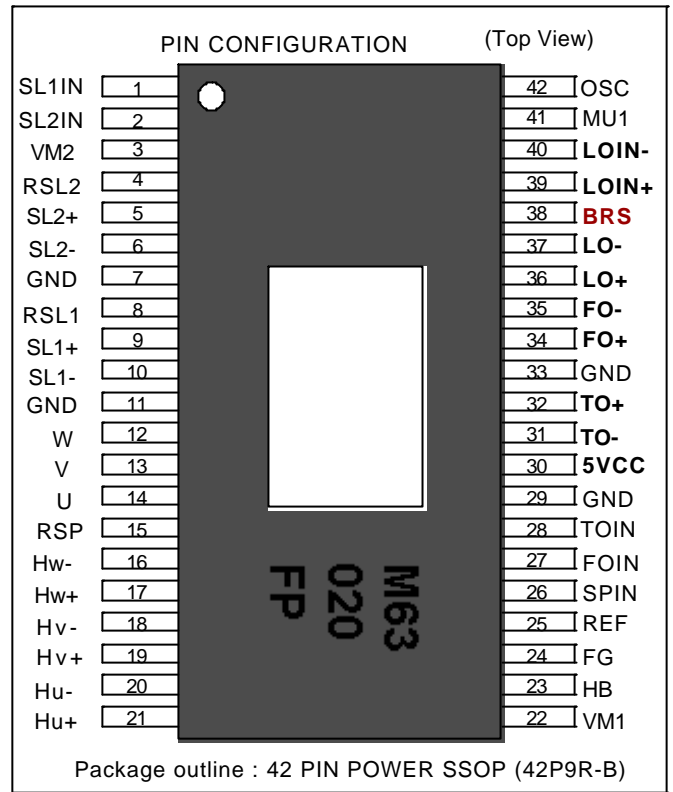 PIN CONFIGURATION (Top View)
SL1IN 1
SL2IN 2
VM2 3
RSL2 4
SL2+ 5
SL2- 6
GND 7
RSL1 8
SL1+ 9
SL1- 10
GND 11
W 12
V 13
U 14
RSP 15
Hw- 16
Hw+ 17
Hv- 18
Hv+ 19
Hu- 20
Hu+ 21
42 OSC
41 MU1
40 LOIN-
39 LOIN+
38 BRS
37 LO-
36 LO+
35 FO-
34 FO+
33 GND
32 TO+
31 TO-
30 5VCC
29 GND
28 TOIN
27 FOIN
26 SPIN
25 REF
24 FG
23 HB
22 VM1
M63
020
FP
Package outline : 42 PIN POWER SSOP (42P9R-B)